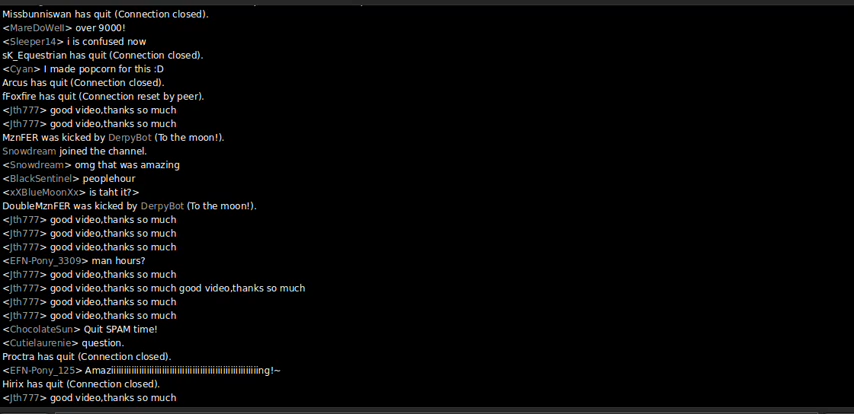 Missbunniswan has quit (Connection closed).
<MareDoWell> over 9000!
<Sleeper14> i is confused now
sK_Equestrian has quit (Connection closed).
<Cyan> I made popcorn for this :D
Arcus has quit (Connection closed).
fFoxfire has quit (Connection reset by peer).
<Jth777> good video,thanks so much
<Jth777> good video,thanks so much
MznFER was kicked by DerpyBot (To the moon!).
Snowdream joined the channel.
<Snowdream> omg that was amazing
<BlackSentinel> peoplehour
<xXBlueMoonXx> is taht it?>
DoubleMznFER was kicked by DerpyBot (To the moon!).
<Jth777> good video,thanks so much
<Jth777> good video,thanks so much
<Jth777> good video,thanks so much
<EFN-Pony_3309> man hours?
<Jth777> good video,thanks so much
<Jth777> good video,thanks so much good video,thanks so much
<Jth777> good video,thanks so much
<Jth777> good video,thanks so much
<ChocolateSun> Quit SPAM time!
<Cutielaurenie> question.
Proctra has quit (Connection closed).
<EFN-Pony_125> Amaziiiiiiiiiiiiiiiiiiiiiiiiiiiiiiiiiiiiiiiiiiiiiiiiiing!~
Hirix has quit (Connection closed).
<Jth777> good video,thanks so much